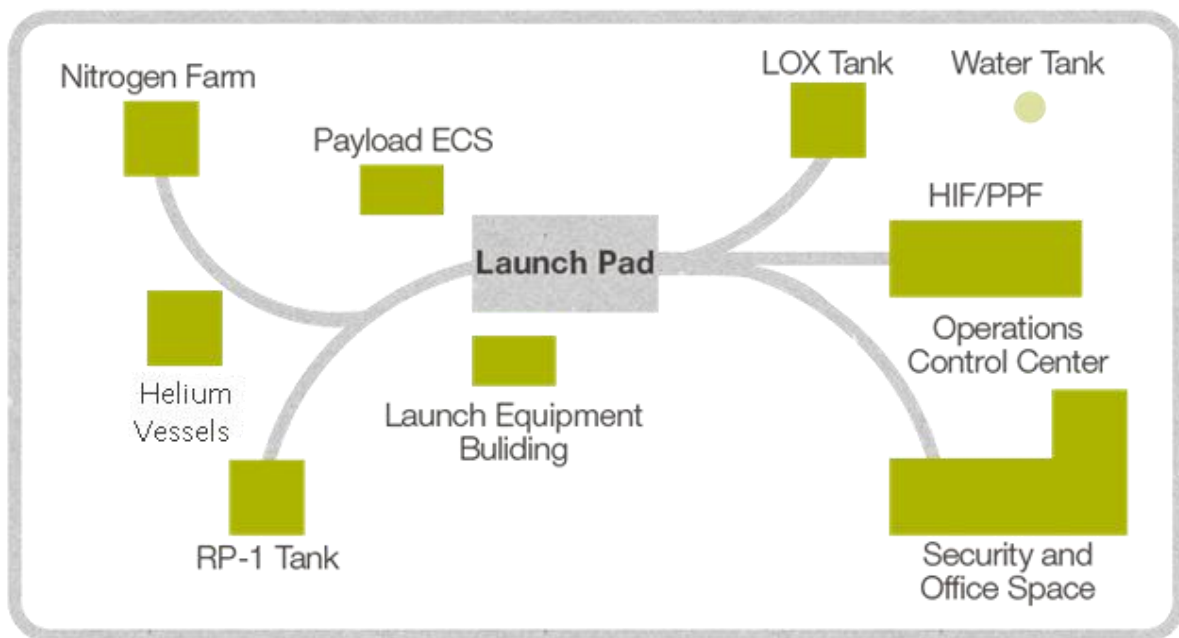 Nitrogen Farm
Payload ECS
LOX Tank
Water Tank
HIF/PPF
Launch Pad
Operations
Control Center
Helium
Vessels
Launch Equipment
Buliding
RP-1 Tank
Security and
Office Space